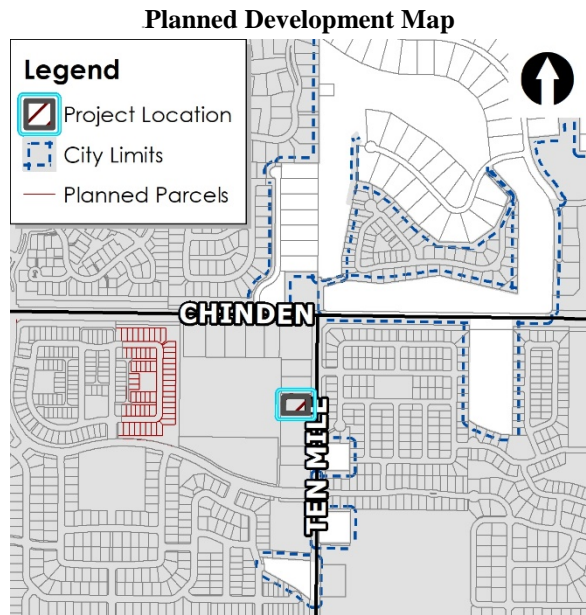 Planned Development Map
Legend
Project Location
City Limits
Planned Parcels
CHINDEN
TEN MILE